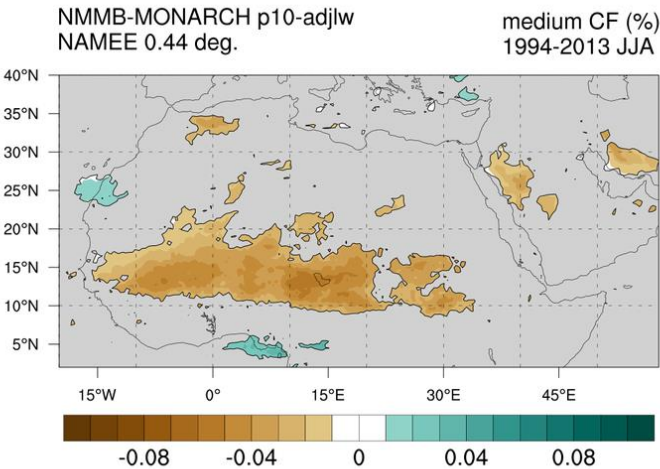 NMMB-MONARCH p10-adjlw
medium CF (%)
NAMEE 0.44 deg.
1994-2013 JJA
40°N
35°N
30°N
25°N
20°N
15°N
10°N
5°N
15°W 0° 15°E 30°E 45°E
-0.08 -0.04 0 0.04 0.08